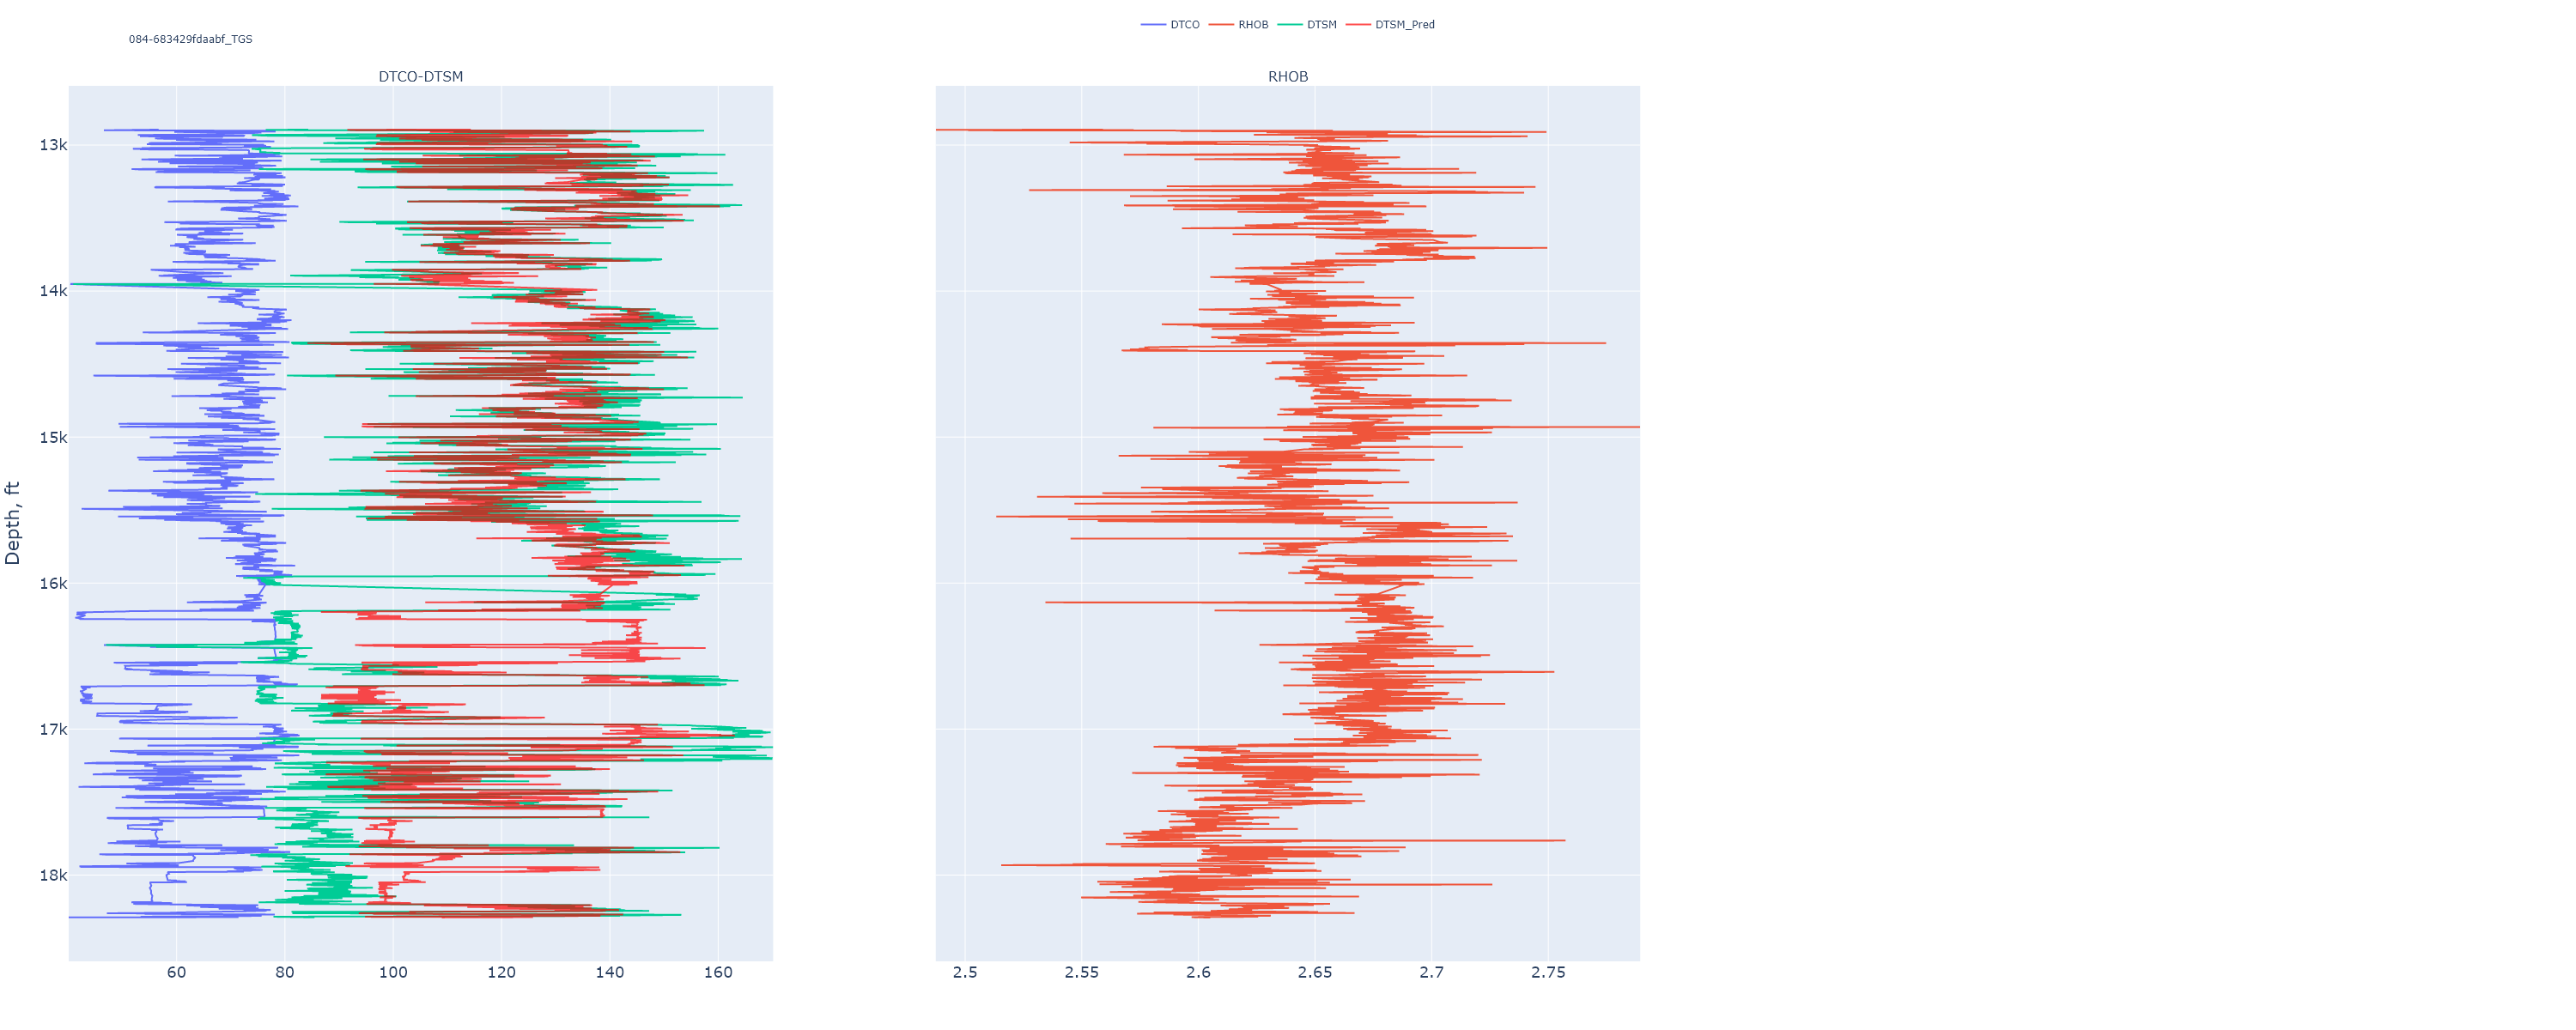 DTCO RHOB DTSM DTSM_Pred
084-683429fdaabf_TGS
DTCO-DTSM RHOB
Depth, ft
13k
14k
15k
16k
17k
18k
60 80 100 120 140 160
2.5 2.55 2.6 2.65 2.7 2.75